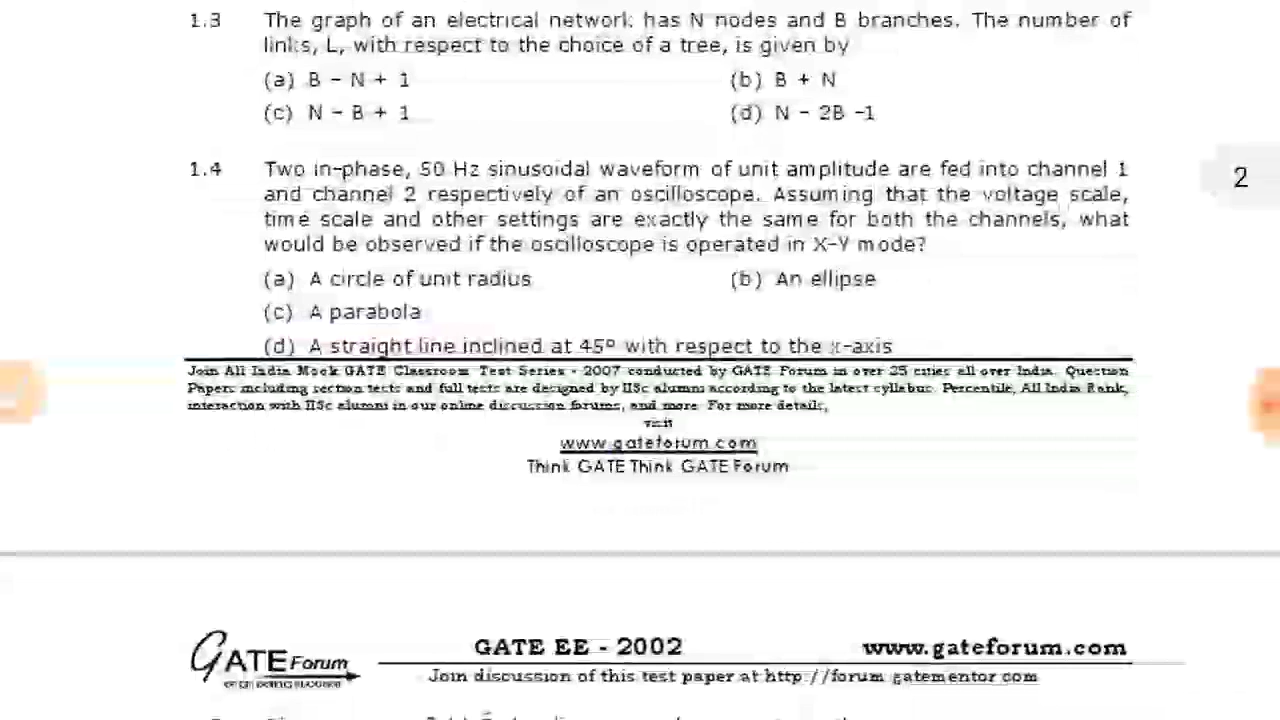 1.3 The graph of an electrical network has N nodes and B branches. The number of
links, L, with respect to the choice of a tree, is given by
(a) B - N + 1 (b) B + N
(c) N - B + 1 (d) N - 2B -1
1.4 Two in-phase, 50 Hz sinusoidal waveform of unit amplitude are fed into channel 1
and channel 2 respectively of an oscilloscope. Assuming that the voltage scale,
time scale and other settings are exactly the same for both the channels, what
would be observed if the oscilloscope is operated in X-Y mode?
(a) A circle of unit radius (b) An ellipse
(c) A parabola
(d) A straight line inclined at 45º with respect to the x-axis
2
Join All India Mock GATE Classroom Test Series - 2007 conducted by GATE Forum in over 25 cities all over India. Question
Papers including section tests and full tests are designed by IISc alumni according to the latest syllabus. Percentile, All India Rank,
interaction with IISc alumni in our online discussion forums, and more. For more details,
visit
www.gateforum.com
Think GATE Think GATE Forum
GATE Forum GATE EE - 2002 www.gateforum.com
Join discussion of this test paper at http://forum.gatementor.com